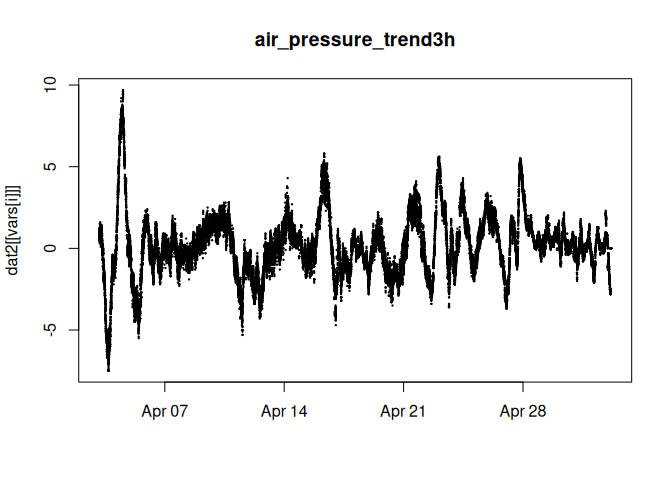 air_pressure_trend3h
dat2[[vars[i]]]
10
5
0
-5
Apr 07
Apr 14
Apr 21
Apr 28